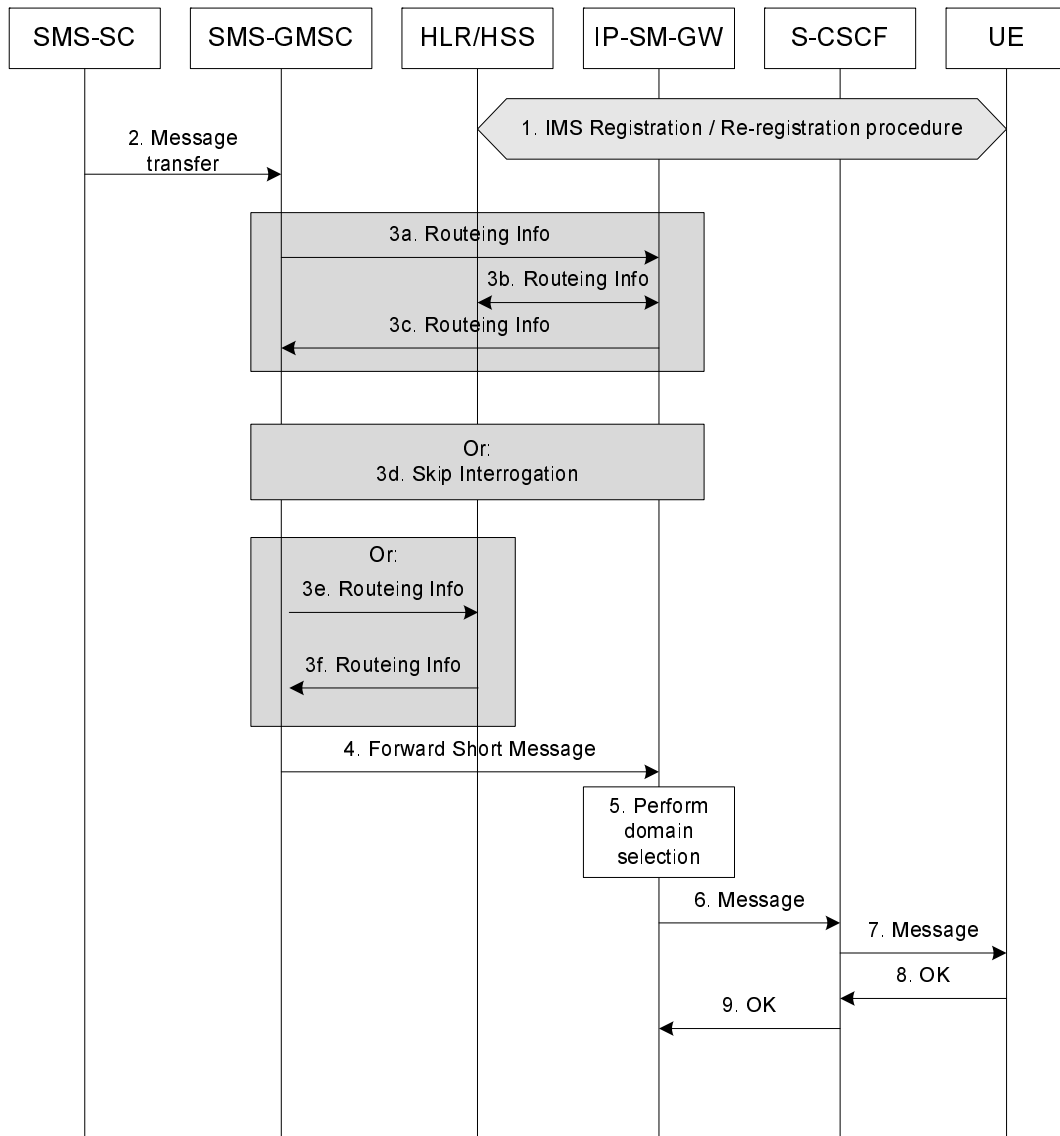 SMS-SC
SMS-GMSC
HLR/HSS
IP-SM-GW
S-CSCF
UE
1. IMS Registration / Re-registration procedure
2. Message
transfer
3a. Routeing Info
3b. Routeing Info
3c. Routeing Info
Or:
3d. Skip Interrogation
Or:
3e. Routeing Info
3f. Routeing Info
4. Forward Short Message
5. Perform
domain
selection
6. Message
7. Message
8. OK
9. OK